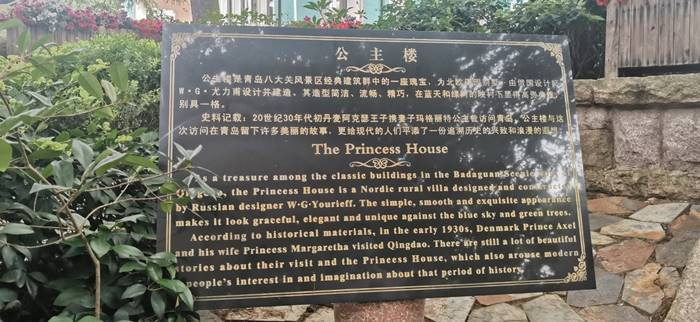 公主楼
公主楼是青岛八大关风景区经典建筑群中的一座瑰宝，为北欧 由俄国设计师
W·G·尤力甫设计并建造。其造型简洁、流畅、精巧，在蓝天和绿树的映衬下显得高贵典雅，
别具一格。
史料记载：20世纪30年代初丹麦阿克瑟王子携妻子玛格丽特公主曾访问青岛，公主楼与这
次访问在青岛留下许多美丽的故事，更给现代的人们平添了一份追溯历史的兴致和浪漫的遐想。
The Princess House
As a treasure among the classic buildings in the Badaguan Scenic
the Princess House is a Nordic rural villa designed and constructed
by Russian designer W·G·Yourieff. The simple, smooth and exquisite appearance
makes it look graceful, elegant and unique against the blue sky and green trees.
According to historical materials, in the early 1930s, Denmark Prince Axel
and his wife Princess Margaretha visited Qingdao. There are still a lot of beautiful
stories about their visit and the Princess House, which also arouse modern
people's interest in and imagination about that period of history.